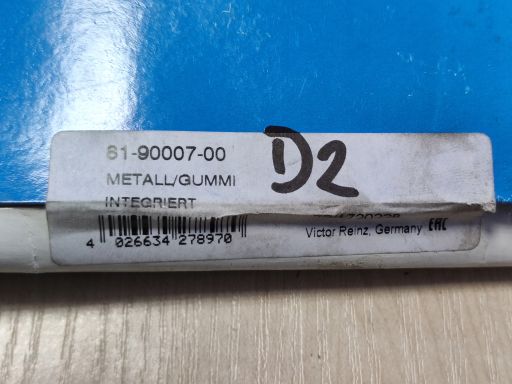 61-90007-00
D2
METALL/GUMMI
INTEGRIERT
4 026634 278970
Victor Reinz, Germany EAC